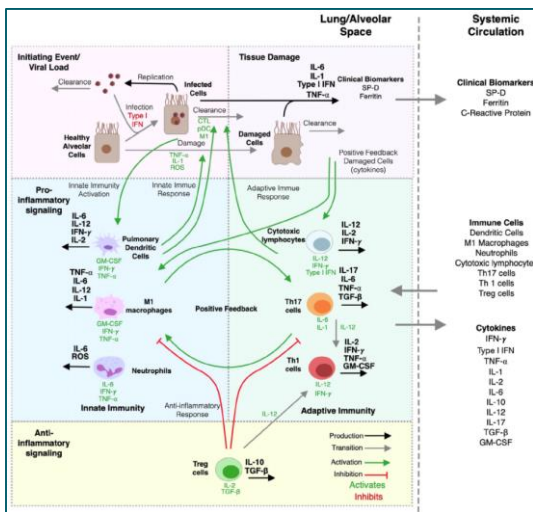 Lung/Alveolar
Space
Systemic
Circulation
Initiating Event/
Viral Load
Clearance
Replication
Infected
Cells
Infection
Type I
IFN
Healthy
Alveolar
Cells
Clearance
CTL
pDC
M1
Damage
TNF-α
IL-1
ROS
Tissue Damage
IL-6
IL-1
Type I IFN
TNF-α
Clinical Biomarkers
SP-D
Ferritin
Damaged
Cells
Clearance
Positive Feedback
Damaged Cells
(cytokines)
Clinical Biomarkers
SP-D
Ferritin
C-Reactive Protein
Innate Immunity
Activation
Innate Immue
Response
Adaptive Immue
Response
Pro-
inflammatory
signaling
IL-6
IL-12
IFN-γ
IL-2
GM-CSF
IFN-γ
TNF-α
Pulmonary
Dendritic
Cells
Cytotoxic
lymphocytes
IL-12
IL-2
IFN-γ
IL-12
IFN-γ
Type I IFN
TNF-α
IL-6
IL-12
IL-1
GM-CSF
IFN-γ
TNF-α
M1
macrophages
Positive Feedback
Th17
cells
IL-17
IL-6
TNF-α
TGF-β
IL-6
IL-1
IL-12
IL-6
ROS
IL-6
IFN-γ
TNF-α
Neutrophils
Th1
cells
IL-2
IFN-γ
TNF-α
GM-CSF
IL-12
IFN-γ
Innate Immunity
Anti-inflammatory
Response
IL-12
Adaptive Immunity
Immune Cells
Dendritic Cells
M1 Macrophages
Neutrophils
Cytotoxic lymphocytes
Th17 cells
Th 1 cells
Treg cells
Cytokines
IFN-γ
Type I IFN
TNF-α
IL-1
IL-2
IL-6
IL-10
IL-12
IL-17
TGF-β
GM-CSF
Anti-
inflammatory
signaling
Treg
cells
IL-10
TGF-β
IL-2
TGF-β
Production
Transition
Activation
Inhibition
Activates
Inhibits